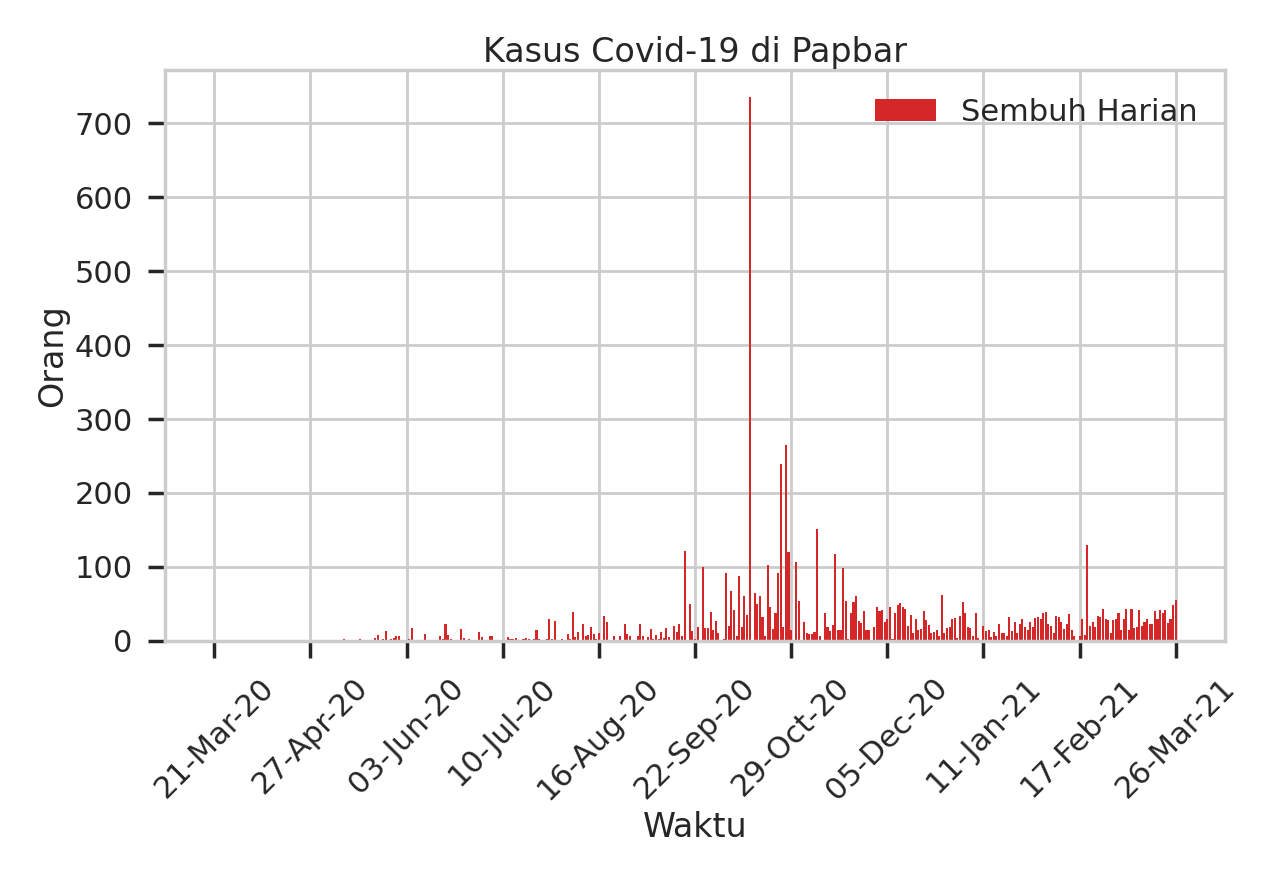 Kasus Covid-19 di Papbar
Sembuh Harian
700
600
500
400
300
200
100
0
Orang
21-Mar-20
27-Apr-20
03-Jun-20
10-Jul-20
16-Aug-20
22-Sep-20
29-Oct-20
05-Dec-20
11-Jan-21
17-Feb-21
26-Mar-21
Waktu